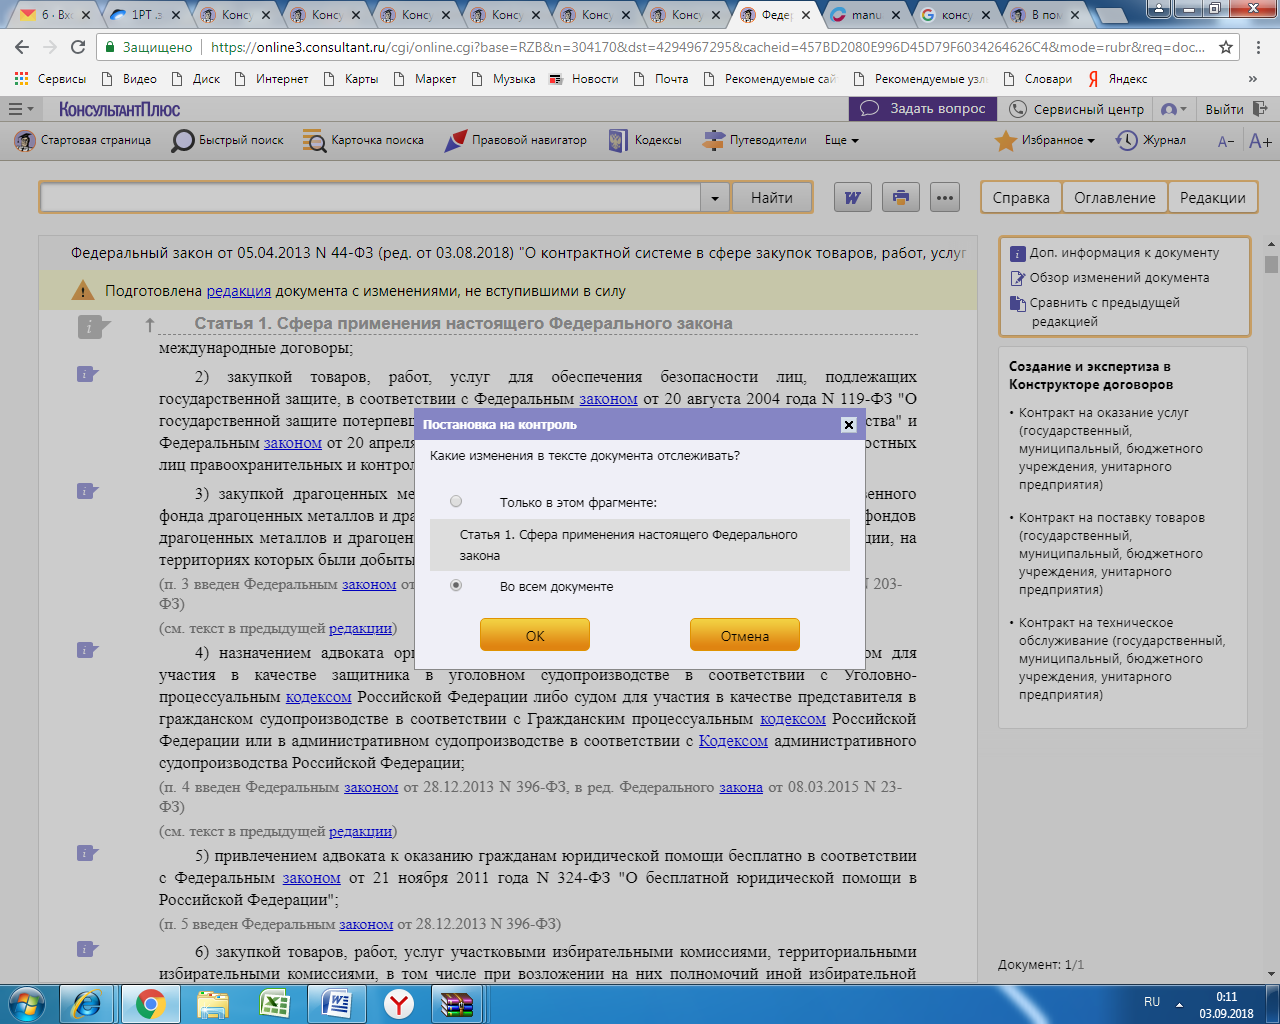 6 · Вхо
1РТ .з
Консу
Консу
Консу
Консу
Консу
Консу
Федер
manu
консу
В пом
Защищено
https://online3.consultant.ru/cgi/online.cgi?base=RZB&n=304170&dst=4294967295&cacheid=457BD2080E996D45D79F6034264626C4&mode=rubr&req=doc...
Сервисы
Видео
Диск
Интернет
Карты
Маркет
Музыка
Новости
Почта
Рекомендуемые сай
Рекомендуемые узл
Словари
Яндекс
»
КонсультантПлюс
Задать вопрос
Сервисный центр
Выйти
Стартовая страница
Быстрый поиск
Карточка поиска
Правовой навигатор
Кодексы
Путеводители
Еще
Избранное
Журнал
А−
А+
Найти
W
Справка
Оглавление
Редакции
Федеральный закон от 05.04.2013 N 44-ФЗ (ред. от 03.08.2018) "О контрактной системе в сфере закупок товаров, работ, услуг
Подготовлена редакция документа с изменениями, не вступившими в силу
Статья 1. Сфера применения настоящего Федерального закона
международные договоры;
2) закупкой товаров, работ, услуг для обеспечения безопасности лиц, подлежащих
государственной защите, в соответствии с Федеральным законом от 20 августа 2004 года N 119-ФЗ "О
государственной защите потерпевш ства" и
Федеральным законом от 20 апреля остных
лиц правоохранительных и контрол
3) закупкой драгоценных ме венного
фонда драгоценных металлов и дра фондов
драгоценных металлов и драгоцен ции, на
территориях которых были добыты
(п. 3 введен Федеральным законом от N 203-
ФЗ)
(см. текст в предыдущей редакции)
4) назначением адвоката орг ом для
участия в качестве защитника в уголовном судопроизводстве в соответствии с Уголовно-
процессуальным кодексом Российской Федерации либо судом для участия в качестве представителя в
гражданском судопроизводстве в соответствии с Гражданским процессуальным кодексом Российской
Федерации или в административном судопроизводстве в соответствии с Кодексом административного
судопроизводства Российской Федерации;
(п. 4 введен Федеральным законом от 28.12.2013 N 396-ФЗ, в ред. Федерального закона от 08.03.2015 N 23-
ФЗ)
(см. текст в предыдущей редакции)
5) привлечением адвоката к оказанию гражданам юридической помощи бесплатно в соответствии
с Федеральным законом от 21 ноября 2011 года N 324-ФЗ "О бесплатной юридической помощи в
Российской Федерации";
(п. 5 введен Федеральным законом от 28.12.2013 N 396-ФЗ)
6) закупкой товаров, работ, услуг участковыми избирательными комиссиями, территориальными
избирательными комиссиями, в том числе при возложении на них полномочий иной избирательной
Постановка на контроль
Какие изменения в тексте документа отслеживать?
Только в этом фрагменте:
Статья 1. Сфера применения настоящего Федерального
закона
Во всем документе
ОК
Отмена
Доп. информация к документу
Обзор изменений документа
Сравнить с предыдущей
редакцией
Создание и экспертиза в
Конструкторе договоров
• Контракт на оказание услуг
(государственный,
муниципальный, бюджетного
учреждения, унитарного
предприятия)
• Контракт на поставку товаров
(государственный,
муниципальный, бюджетного
учреждения, унитарного
предприятия)
• Контракт на техническое
обслуживание (государственный,
муниципальный, бюджетного
учреждения, унитарного
предприятия)
Документ: 1/1
RU
0:11
03.09.2018